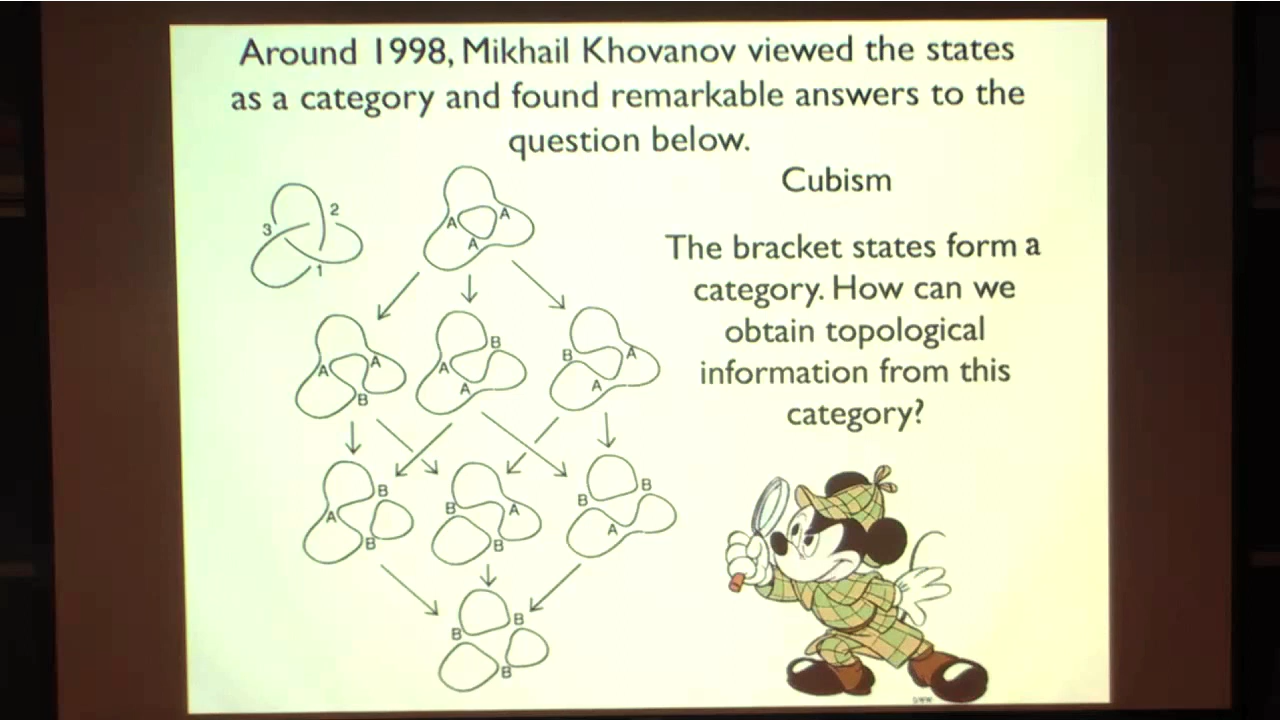 Around 1998, Mikhail Khovanov viewed the states
as a category and found remarkable answers to the
question below.
Cubism
The bracket states form a
category. How can we
obtain topological
information from this
category?
3 2
1
A A
A
A A
B
B
A
A
B A
A
B
A
B
B A
B
B B
A
B B
B